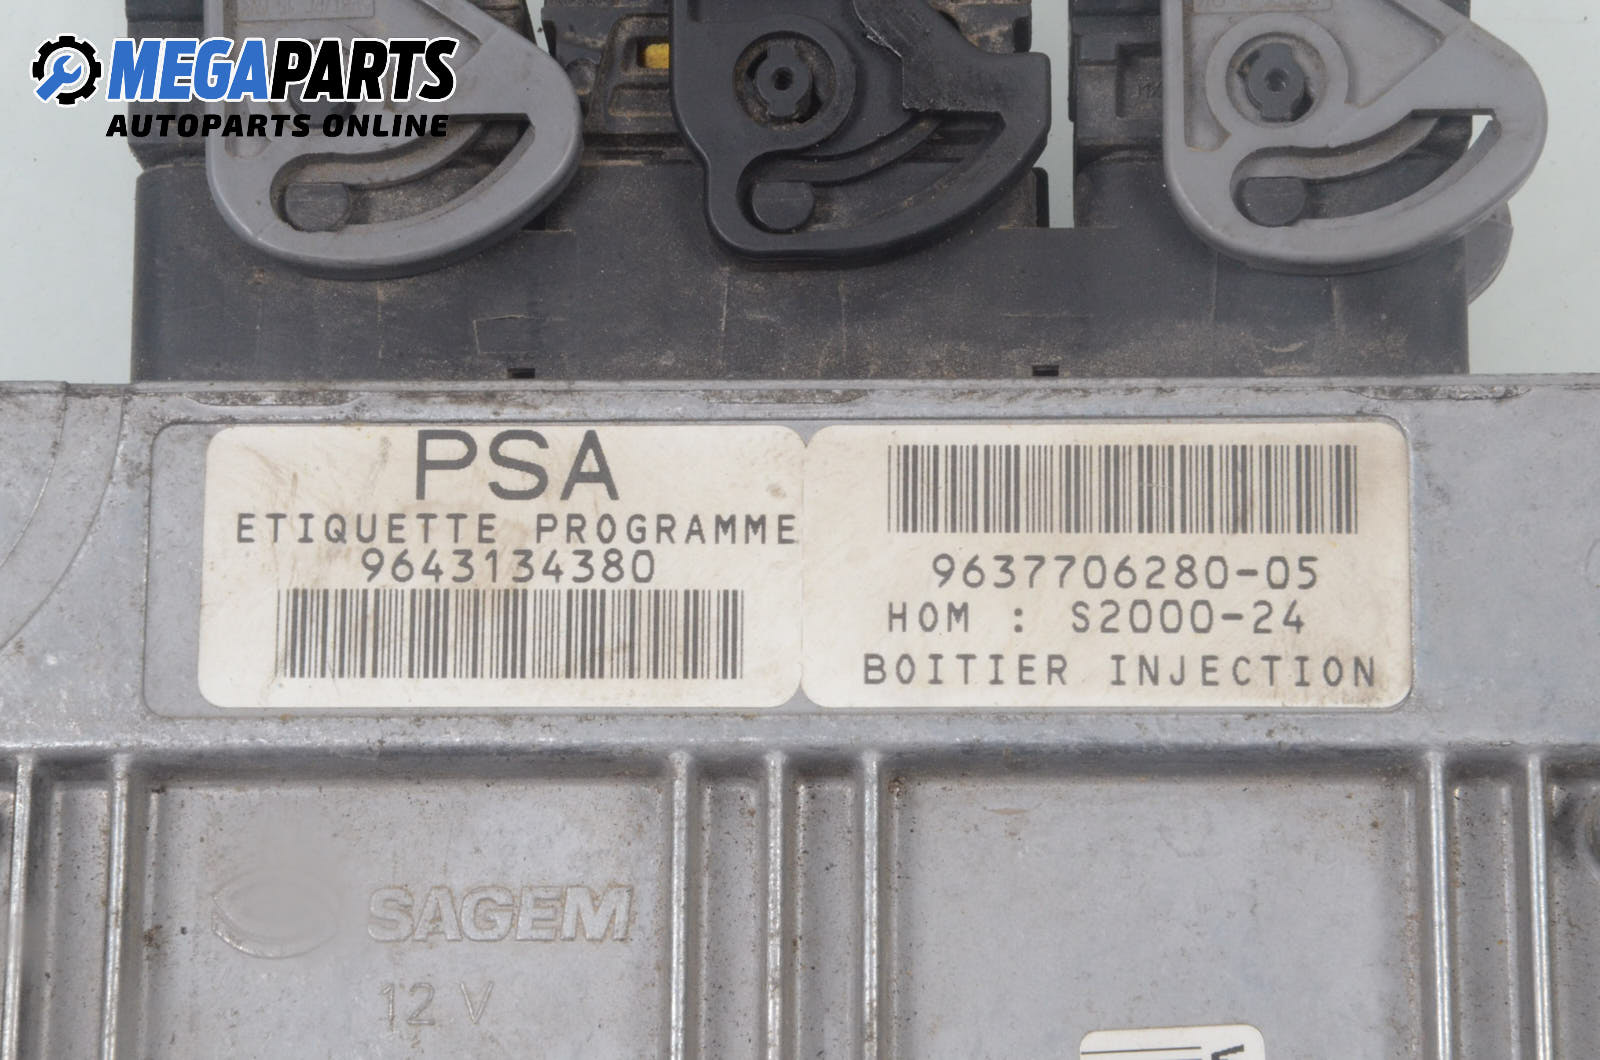 MEGAPARTS
AUTOPARTS ONLINE
PSA
ETIQUETTE PROGRAMME
9643134380
9637706280-05
HOM : S2000-24
BOITIER INJECTION
SAGEM
12 V